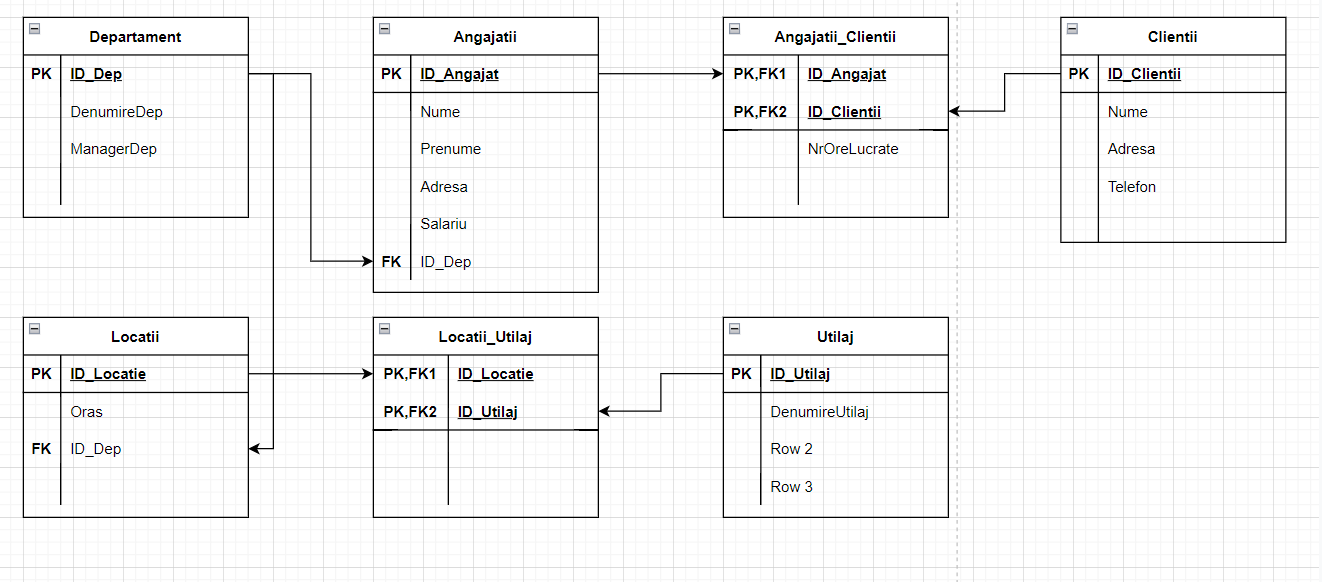 Departament
PK ID_Dep
DenumireDep
ManagerDep
Angajatii
PK ID_Angajat
Nume
Prenume
Adresa
Salariu
FK ID_Dep
Angajatii_Clientii
PK,FK1 ID_Angajat
PK,FK2 ID_Clientii
NrOreLucrate
Clientii
PK ID_Clientii
Nume
Adresa
Telefon
Locatii
PK ID_Locatie
Oras
FK ID_Dep
Locatii_Utilaj
PK,FK1 ID_Locatie
PK,FK2 ID_Utilaj
Utilaj
PK ID_Utilaj
DenumireUtilaj
Row 2
Row 3